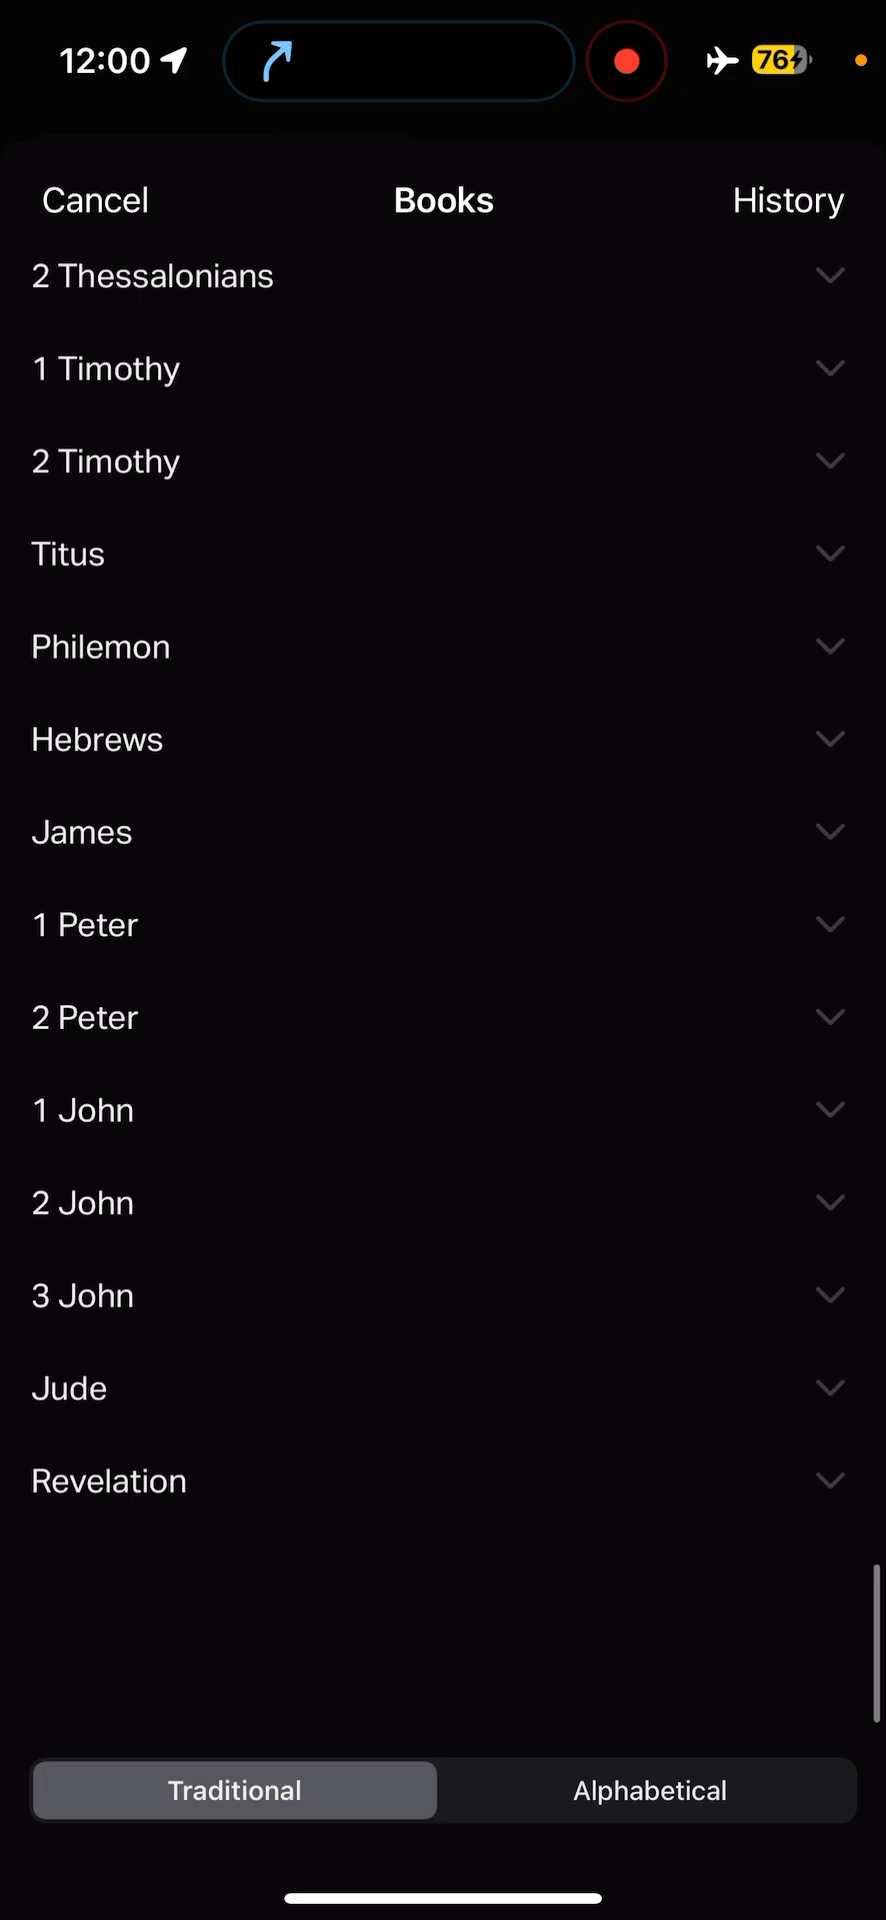 12:00
76
Cancel Books History
2 Thessalonians
1 Timothy
2 Timothy
Titus
Philemon
Hebrews
James
1 Peter
2 Peter
1 John
2 John
3 John
Jude
Revelation
Traditional Alphabetical